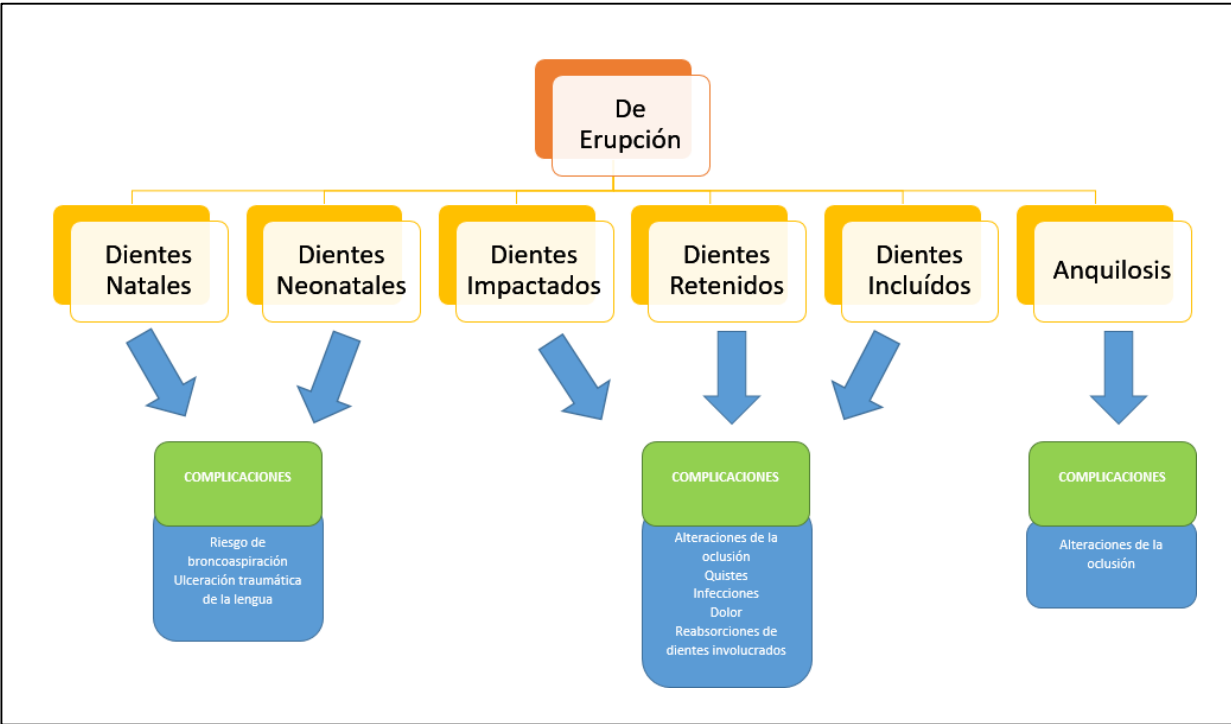 De
Erupción
Dientes
Natales
Dientes
Neonatales
Dientes
Impactados
Dientes
Retenidos
Dientes
Incluídos
Anquilosis
COMPLICACIONES
Riesgo de
broncoaspiración
Ulceración traumática
de la lengua
COMPLICACIONES
Alteraciones de la
oclusión
Quistes
Infecciones
Dolor
Reabsorciones de
dientes involucrados
COMPLICACIONES
Alteraciones de la
oclusión